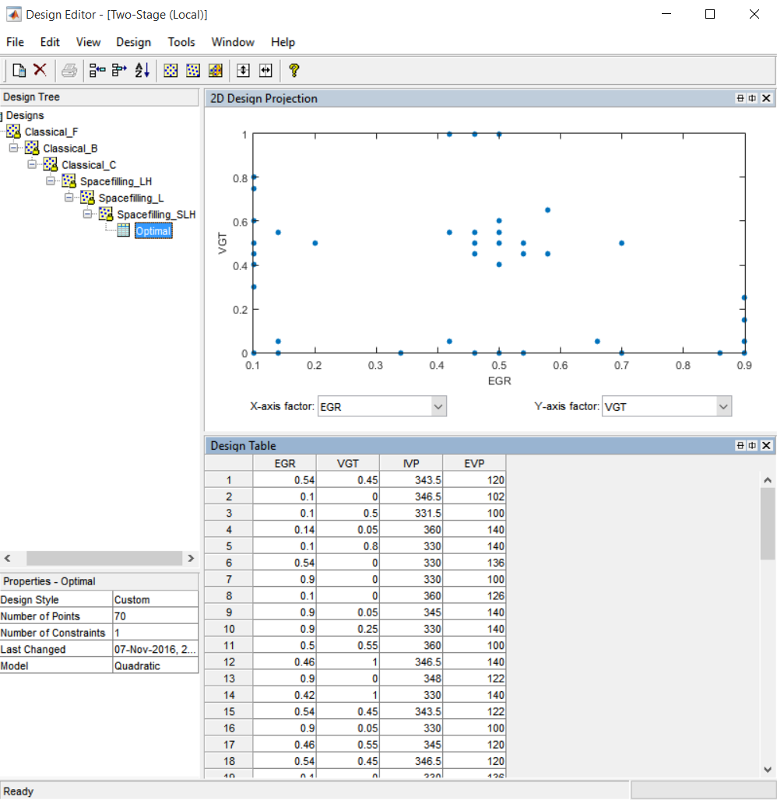 Design Editor - [Two-Stage (Local)]
File Edit View Design Tools Window Help
Design Tree
Designs
Classical_F
Classical_B
Classical_C
Spacefilling_LH
Spacefilling_L
Spacefilling_SLH
Optimal
Properties - Optimal
Design Style Custom
Number of Points 70
Number of Constraints 1
Last Changed 07-Nov-2016, 2...
Model Quadratic
2D Design Projection
1
0.8
0.6
0.4
0.2
0
VGT
0.1 0.2 0.3 0.4 0.5 0.6 0.7 0.8 0.9
EGR
X-axis factor: EGR Y-axis factor: VGT
Design Table
EGR VGT IVP EVP
1 0.54 0.45 343.5 120
2 0.1 0 346.5 102
3 0.1 0.5 331.5 100
4 0.14 0.05 360 140
5 0.1 0.8 330 140
6 0.54 0 330 136
7 0.9 0 330 100
8 0.1 0 360 126
9 0.9 0.05 345 140
10 0.9 0.25 330 140
11 0.5 0.55 360 100
12 0.46 1 346.5 140
13 0.9 0 348 122
14 0.42 1 330 140
15 0.54 0.45 343.5 122
16 0.9 0.05 330 100
17 0.46 0.55 345 120
18 0.54 0.45 346.5 120
19 0.1 0 330 136
Ready